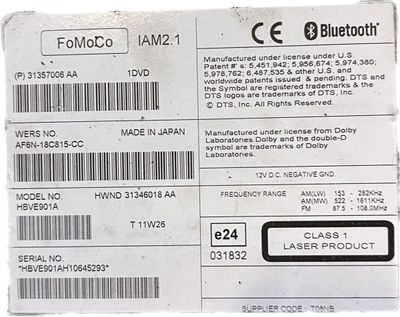 FoMoCo IAM2.1
(P) 31357006 AA 1DVD
WERS NO. MADE IN JAPAN
AF6N-18C815-CC
MODEL NO. HWND 31346018 AA
HBVE901A
T 11W26
SERIAL NO.
*HBVE901AH10645293*
CE Bluetooth®
Manufactured under license under U.S.
Patent #'s: 5,451,942; 5,956,674; 5,974,380;
5,978,762; 6,487,535 & other U.S. and
worldwide patents issued & pending. DTS and
the Symbol are registered trademarks & the
DTS logos are trademarks of DTS, Inc.
© DTS, Inc. All Rights Reserved.
Manufactured under license from Dolby
Laboratories.Dolby and the double-D
symbol are trademarks of Dolby
Laboratories.
12V D.C. NEGATIVE GND.
FREQUENCY RANGE AM(LW) 153 - 282KHz
AM(MW) 522 - 1611KHz
FM 87.5 - 108.0MHz
e24
031832
CLASS 1
LASER PRODUCT
SUPPLIER CODE : T08NB